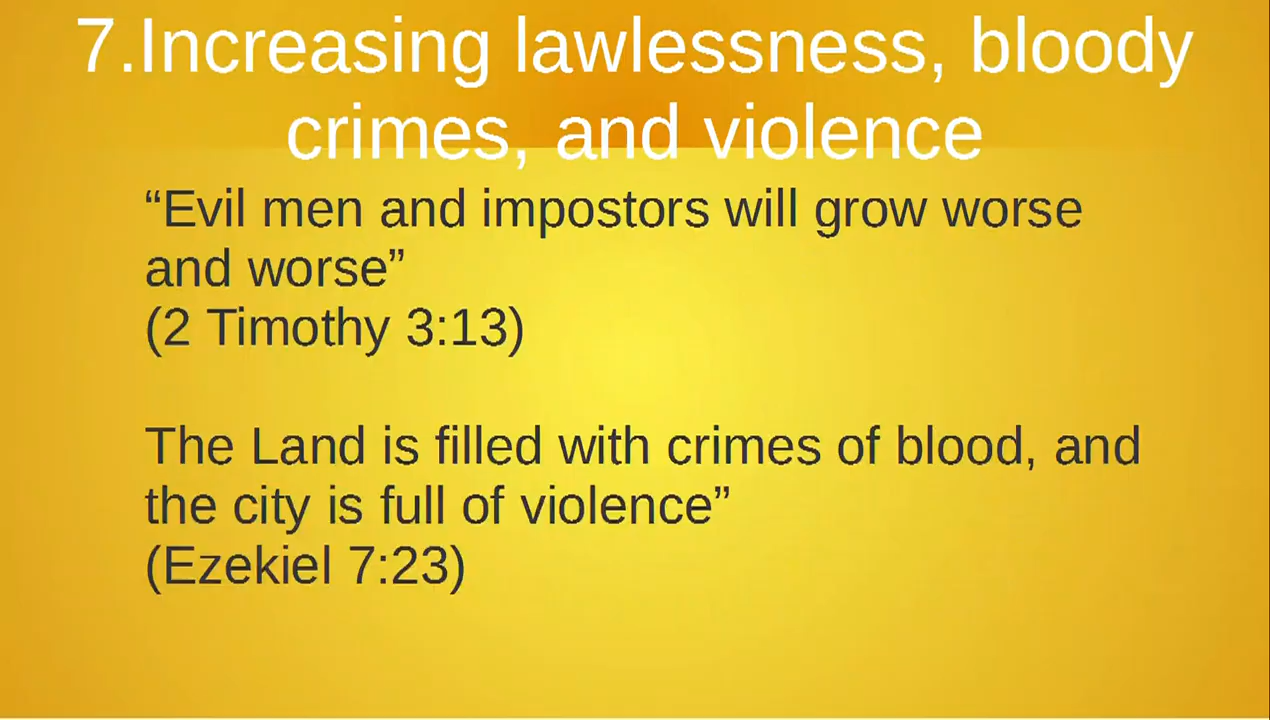 7.Increasing lawlessness, bloody
crimes, and violence
“Evil men and impostors will grow worse
and worse”
(2 Timothy 3:13)
The Land is filled with crimes of blood, and
the city is full of violence”
(Ezekiel 7:23)